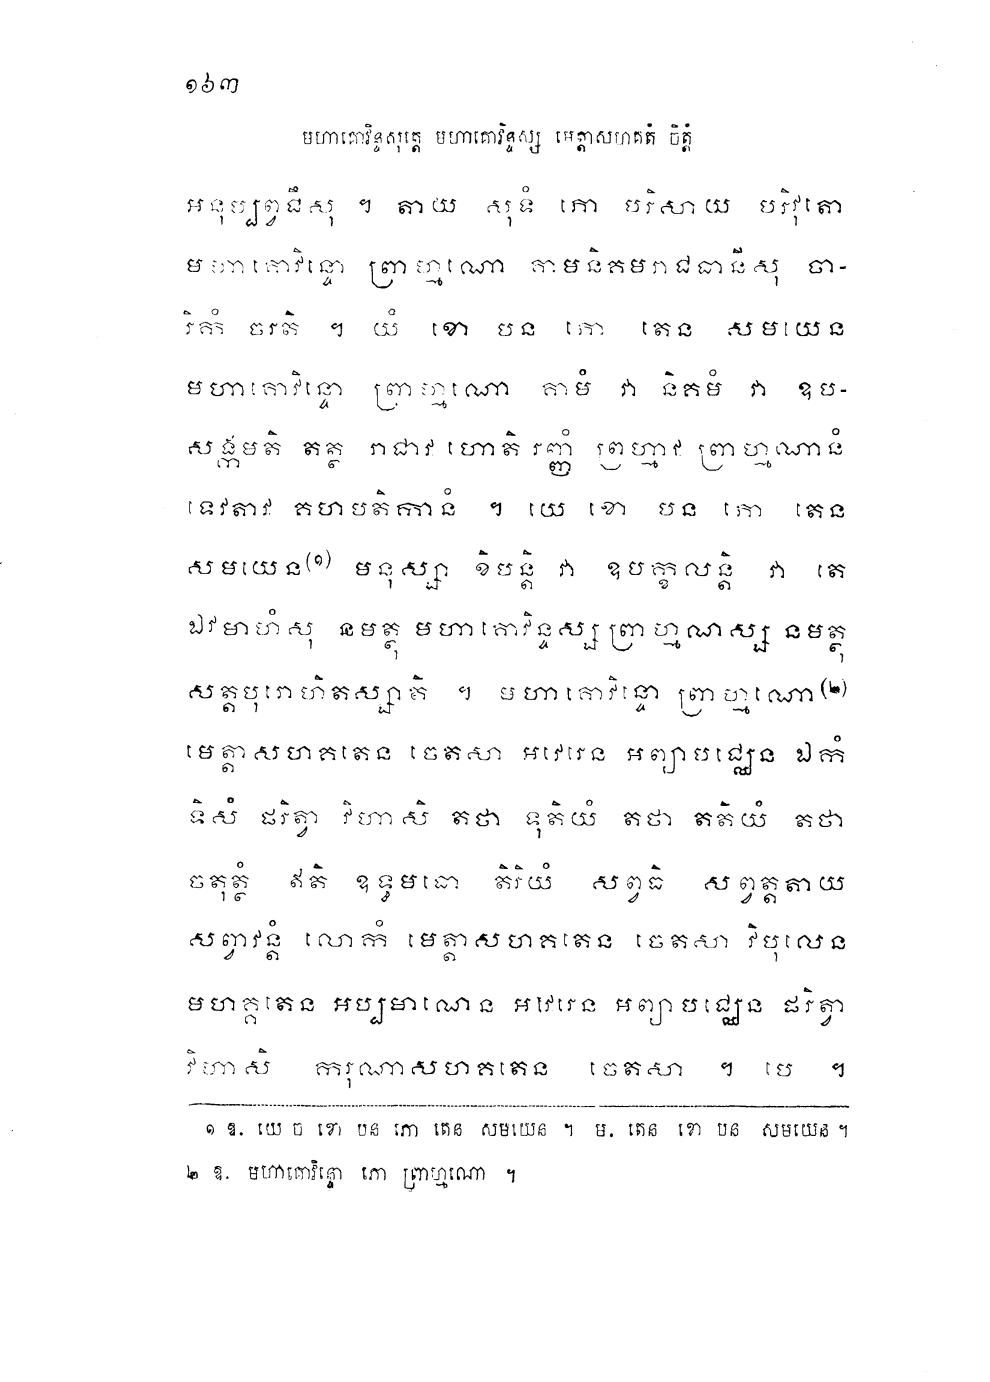 ១៦៣
មហាគោវិន្ទសុត្តេ មហាគោវិន្ទស្ស មេត្តាសហគតំ ចិត្តំ
អនុប្បព្វជឹសុ ។ តាយ សុទំ ភោ បរិសាយ បរិវុតោ
មហាគោវិន្ទោ ព្រាហ្មណោ គាមនិគមរាជធានីសុ ចា-
រិកំ ចរតិ ។ យំ ខោ បន ភោ តេន សមយេន
មហាគោវិន្ទោ ព្រាហ្មណោ គាមំ វា និគមំ វា ឧប-
សង្កមតិ តត្ថ រាជាវ ហោតិ រញ្ញំ ព្រហ្មាវ ព្រាហ្មណានំ
ទេវតាវ គហបតិកានំ ។ យេ ខោ បន ភោ តេន
សមយេន(១) មនុស្សា ខិបន្តិ វា ឧបក្ខលន្តិ វា តេ
ឯវមាហំសុ នមត្ថុ មហាគោវិន្ទស្ស ព្រាហ្មណស្ស នមត្ថុ
សត្តបុរោហិតស្សាតិ ។ មហាគោវិន្ទោ ព្រាហ្មណោ(២)
មេត្តាសហគតេន ចេតសា អវេរេន អព្យាបជ្ឈេន ឯកំ
ទិសំ ផរិត្វា វិហាសិ តថា ទុតិយំ តថា តតិយំ តថា
ចតុត្ថំ ឥតិ ឧទ្ធមធោ តិរិយំ សព្វធិ សព្វត្តតាយ
សព្វាវន្តំ លោកំ មេត្តាសហគតេន ចេតសា វិបុលេន
មហគ្គតេន អប្បមាណេន អវេរេន អព្យាបជ្ឈេន ផរិត្វា
វិហាសិ ករុណាសហគតេន ចេតសា ។ បេ ។
១ ឱ. យេ ច ខោ បន ភោ តេន សមយេន ។ ម. តេន ខោ បន សមយេន ។
២ ឱ. មហាគោវិន្ទោ ភោ ព្រាហ្មណោ ។